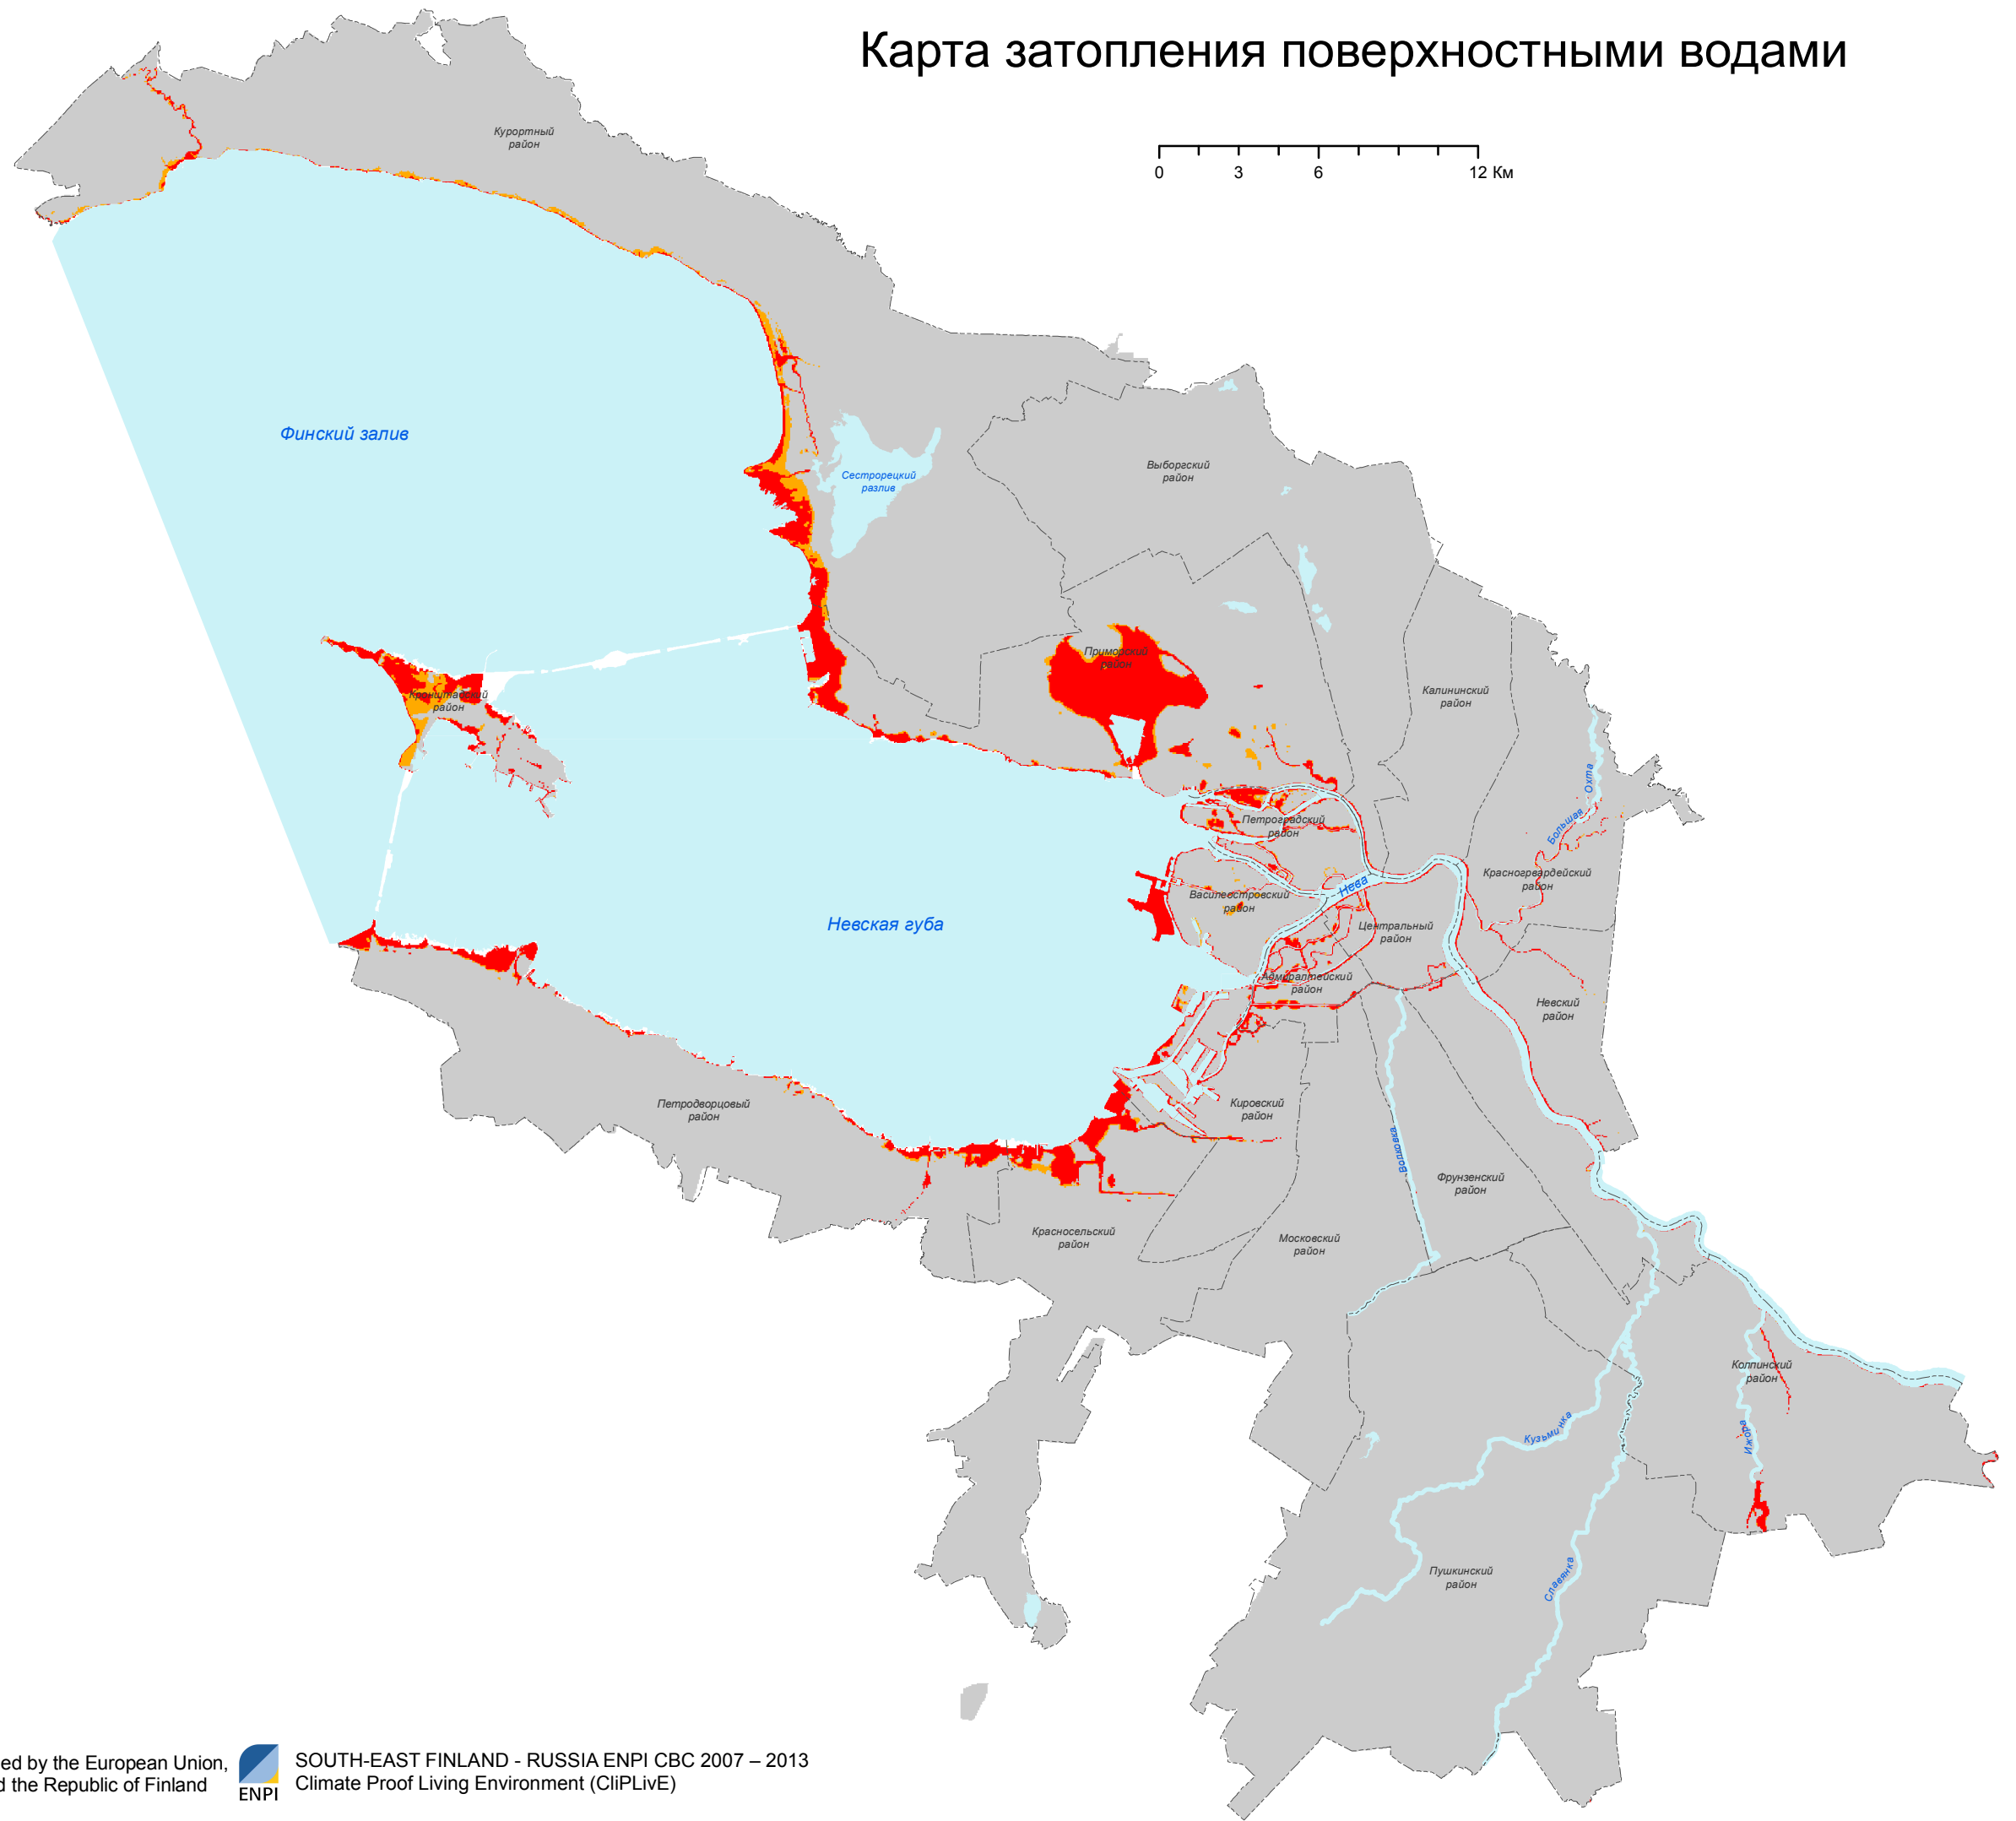 Карта затопления поверхностными водами
0 3 6 12 Км
Курортный
район
Финский залив
Сестрорецкий
разлив
Выборгский
район
Приморский
район
Кронштадский
район
Калининский
район
Большая Охта
Петроградский
район
Красногвардейский
район
Нева
Василеостровский
район
Невская губа
Центральный
район
Адмиралтейский
район
Невский
район
Петродворцовый
район
Кировский
район
Волковка
Фрунзенский
район
Красносельский
район
Московский
район
Колпинский
район
Кузьминка
Ижора
Славянка
Пушкинский
район
ed by the European Union,
d the Republic of Finland
ENPI
SOUTH-EAST FINLAND - RUSSIA ENPI CBC 2007 – 2013
Climate Proof Living Environment (CliPLivE)